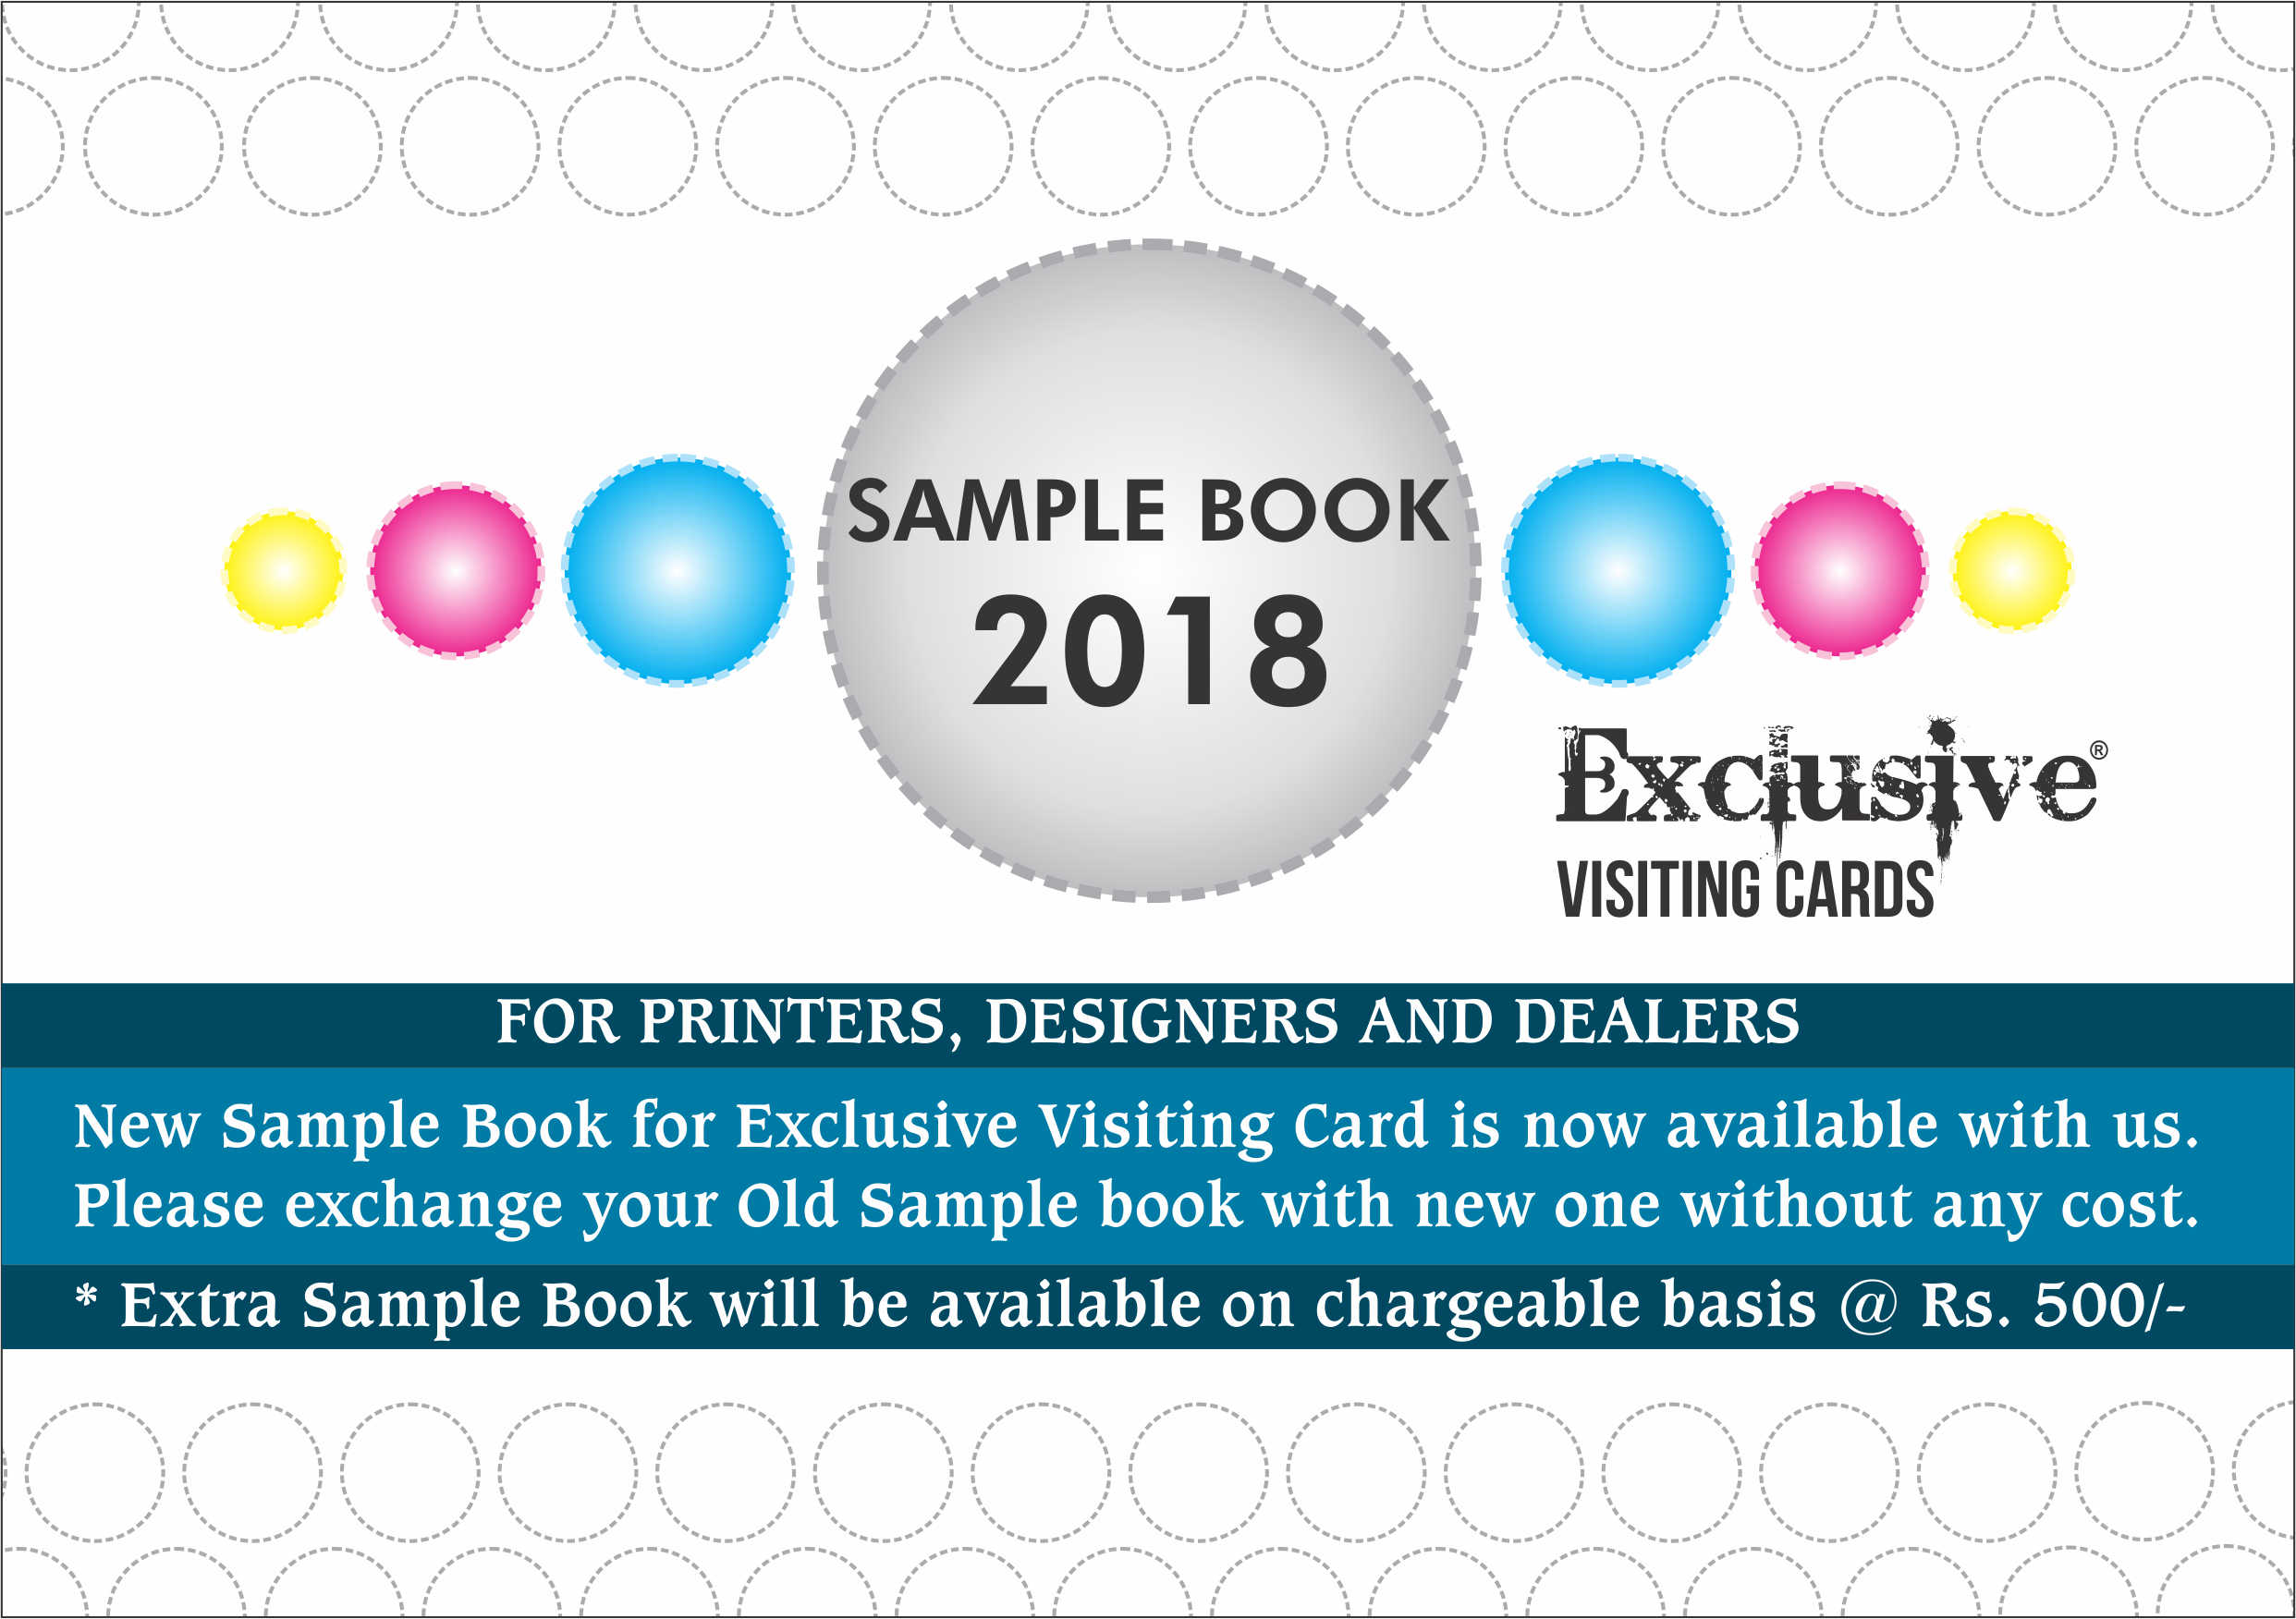 SAMPLE BOOK
2018
Exclusive®
VISITING CARDS
FOR PRINTERS, DESIGNERS AND DEALERS
New Sample Book for Exclusive Visiting Card is now available with us.
Please exchange your Old Sample book with new one without any cost.
* Extra Sample Book will be available on chargeable basis @ Rs. 500/-